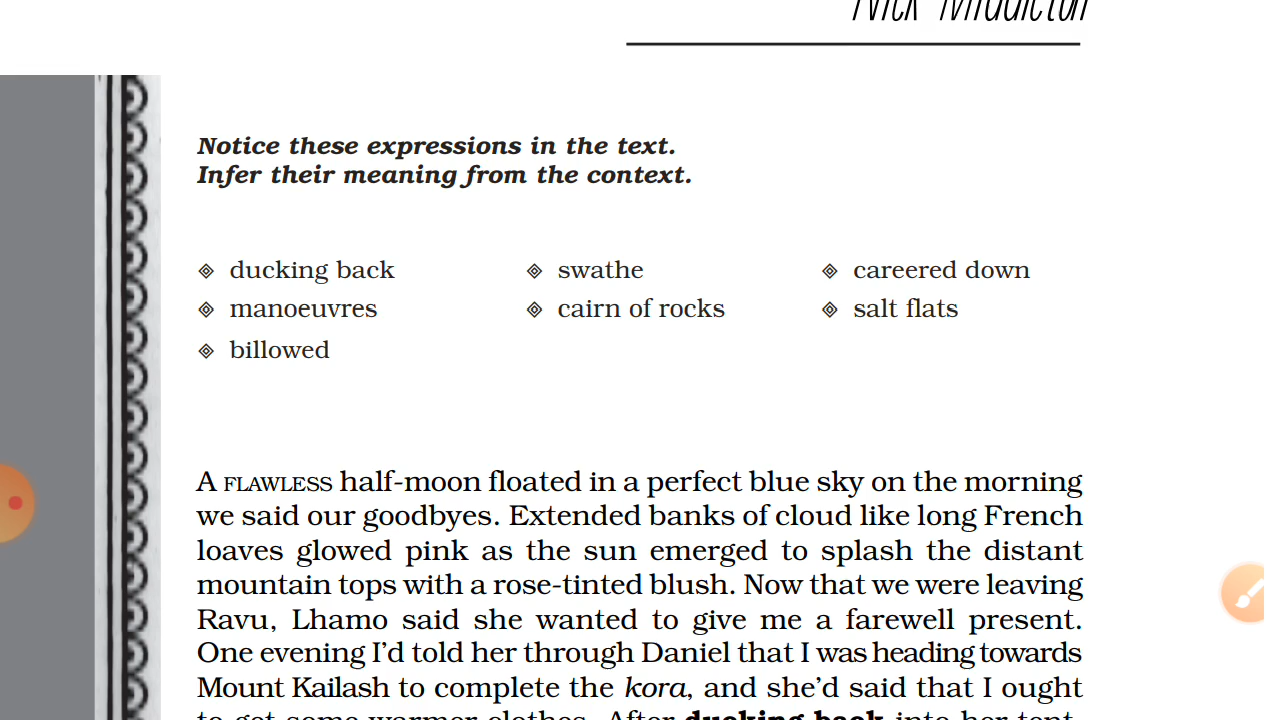 Nick Middleton
Notice these expressions in the text.
Infer their meaning from the context.
ducking back
swathe
careered down
manoeuvres
cairn of rocks
salt flats
billowed
A FLAWLESS half-moon floated in a perfect blue sky on the morning
we said our goodbyes. Extended banks of cloud like long French
loaves glowed pink as the sun emerged to splash the distant
mountain tops with a rose-tinted blush. Now that we were leaving
Ravu, Lhamo said she wanted to give me a farewell present.
One evening I'd told her through Daniel that I was heading towards
Mount Kailash to complete the kora, and she'd said that I ought
to get some warmer clothes. After ducking back into her tent,